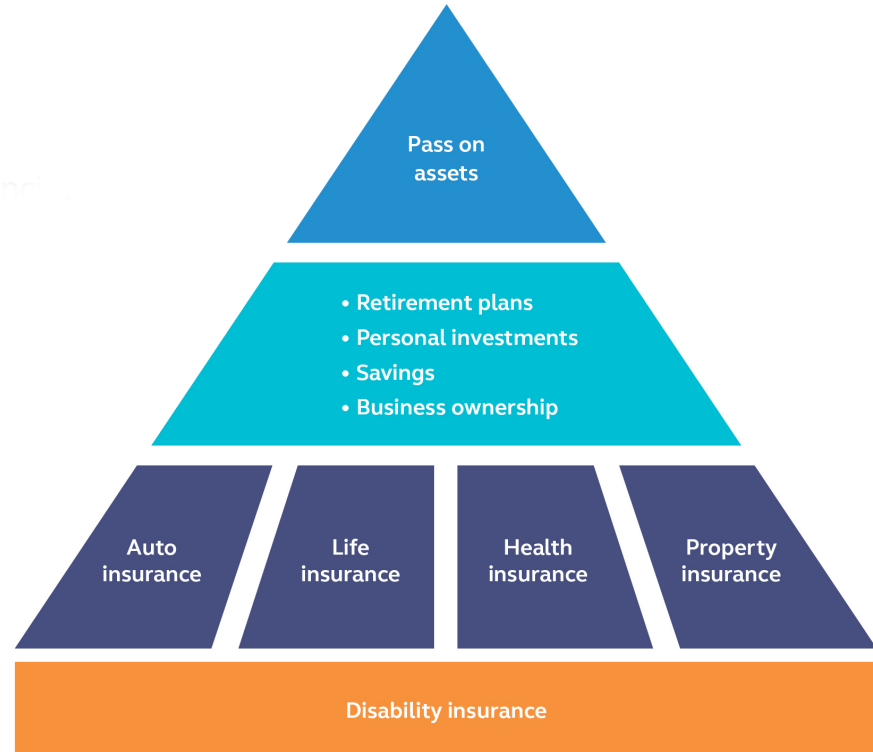 Pass on
assets
• Retirement plans
• Personal investments
• Savings
• Business ownership
Auto
insurance
Life
insurance
Health
insurance
Property
insurance
Disability insurance